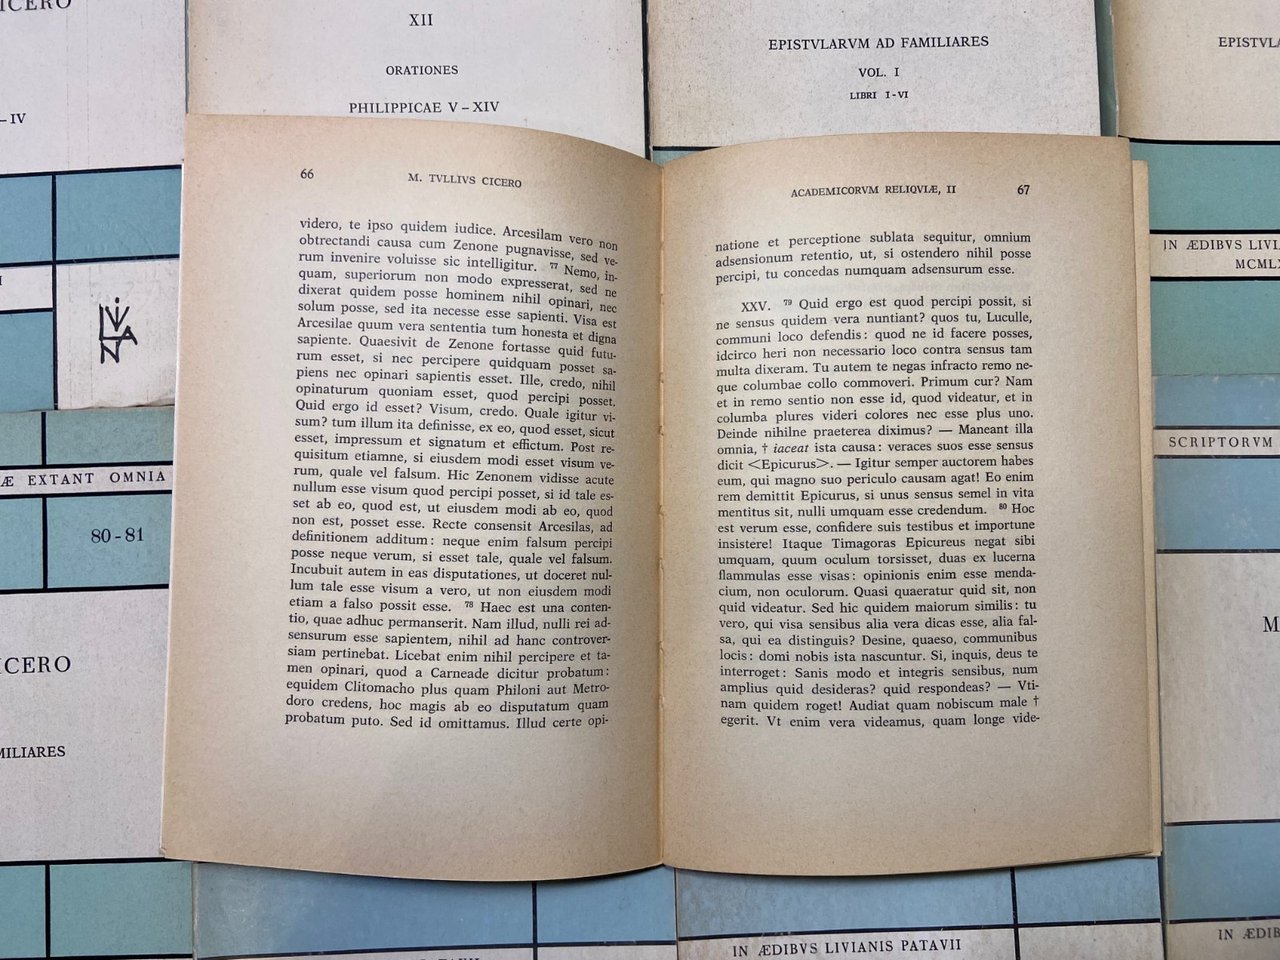 CICERO
XII
ORATIONES
PHILIPPICAE V – XIV
EPISTVLARVM AD FAMILIARES
VOL. I
LIBRI I - VI
– IV
66
M. TVLLIVS CICERO
videro, te ipso quidem iudice. Arcesilam vero non
obtrectandi causa cum Zenone pugnavisse, sed ve-
rum invenire voluisse sic intelligitur. 77 Nemo, in-
quam, superiorum non modo expresserat, sed ne
dixerat quidem posse hominem nihil opinari, nec
solum posse, sed ita necesse esse sapienti. Visa est
Arcesilae quum vera sententia tum honesta et digna
sapiente. Quaesivit de Zenone fortasse quid futu-
rum esset, si nec percipere quidquam posset sa-
piens nec opinari sapientis esset. Ille, credo, nihil
opinaturum quoniam esset, quod percipi posset.
Quid ergo id esset? Visum, credo. Quale igitur vi-
sum? tum illum ita definisse, ex eo, quod esset, sicut
esset, impressum et signatum et effictum. Post re-
quisitum etiamne, si eiusdem modi esset visum ve-
rum, quale vel falsum. Hic Zenonem vidisse acute
nullum esse visum quod percipi posset, si id tale es-
set ab eo, quod est, ut eiusdem modi ab eo, quod
non est, posset esse. Recte consensit Arcesilas, ad
definitionem additum: neque enim falsum percipi
posse neque verum, si esset tale, quale vel falsum.
Incubuit autem in eas disputationes, ut doceret nul-
lum tale esse visum a vero, ut non eiusdem modi
etiam a falso possit esse. 78 Haec est una conten-
tio, quae adhuc permanserit. Nam illud, nulli rei ad-
sensurum esse sapientem, nihil ad hanc controver-
siam pertinebat. Licebat enim nihil percipere et ta-
men opinari, quod a Carneade dicitur probatum:
equidem Clitomacho plus quam Philoni aut Metro-
doro credens, hoc magis ab eo disputatum quam
probatum puto. Sed id omittamus. Illud certe opi-
ACADEMICORVM RELIQVIÆ, II
67
natione et perceptione sublata sequitur, omnium
adsensionum retentio, ut, si ostendero nihil posse
percipi, tu concedas numquam adsensurum esse.
XXV. 79 Quid ergo est quod percipi possit, si
ne sensus quidem vera nuntiant? quos tu, Luculle,
communi loco defendis: quod ne id facere posses,
idcirco heri non necessario loco contra sensus tam
multa dixeram. Tu autem te negas infracto remo ne-
que columbae collo commoveri. Primum cur? Nam
et in remo sentio non esse id, quod videatur, et in
columba plures videri colores nec esse plus uno.
Deinde nihilne praeterea diximus? — Maneant illa
omnia, † iaceat ista causa: veraces suos esse sensus
dicit <Epicurus>. — Igitur semper auctorem habes
eum, qui magno suo periculo causam agat! Eo enim
rem demittit Epicurus, si unus sensus semel in vita
mentitus sit, nulli umquam esse credendum. 80 Hoc
est verum esse, confidere suis testibus et importune
insistere! Itaque Timagoras Epicureus negat sibi
umquam, quum oculum torsisset, duas ex lucerna
flammulas esse visas: opinionis enim esse menda-
cium, non oculorum. Quasi quaeratur quid sit, non
quid videatur. Sed hic quidem maiorum similis: tu
vero, qui visa sensibus alia vera dicas esse, alia fal-
sa, qui ea distinguis? Desine, quaeso, communibus
locis: domi nobis ista nascuntur. Si, inquis, deus te
interroget: Sanis modo et integris sensibus, num
amplius quid desideras? quid respondeas? — Vti-
nam quidem roget! Audiat quam nobiscum male †
egerit. Vt enim vera videamus, quam longe vide-
EPISTVLA
IN ÆDIBVS LIVI
MCMLX
LIVIANA
Æ EXTANT OMNIA
80 - 81
CICERO
MILIARES
SCRIPTORVM
M
IN ÆDIBVS LIVIANIS PATAVII
IN ÆDIB